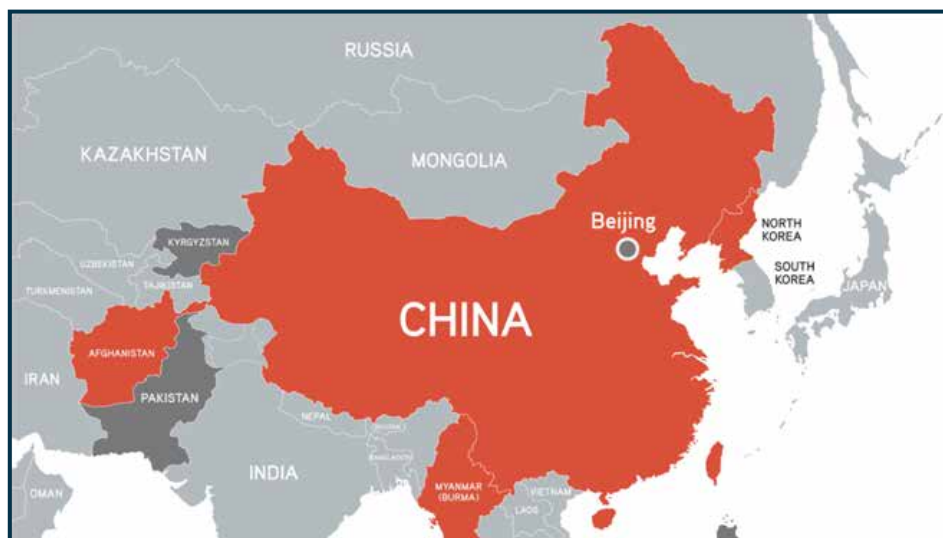 RUSSIA
KAZAKHSTAN
MONGOLIA
Beijing
NORTH
KOREA
KYRGYZSTAN
UZBEKISTAN
SOUTH
KOREA
TAJIKISTAN
TURKMENISTAN
JAPAN
CHINA
AFGHANISTAN
IRAN
PAKISTAN
NEPAL
BANGLADESH
INDIA
MYANMAR
(BURMA)
VIETNAM
OMAN
LAOS